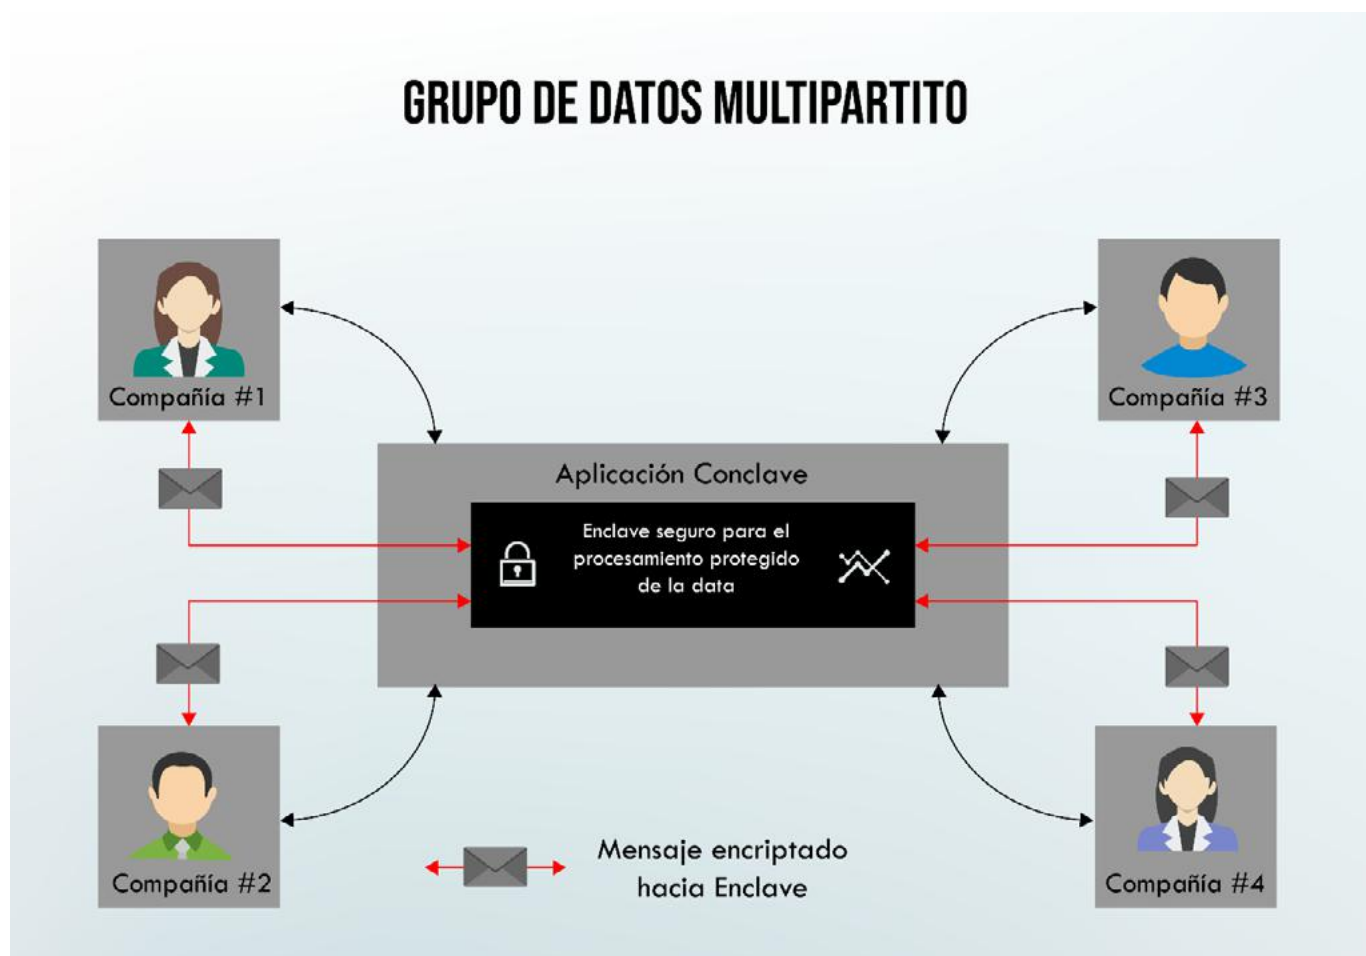 GRUPO DE DATOS MULTIPARTITO
Compañía #1
Compañía #3
Aplicación Conclave
Enclave seguro para el
procesamiento protegido
de la data
Compañía #2
Mensaje encriptado
hacia Enclave
Compañía #4